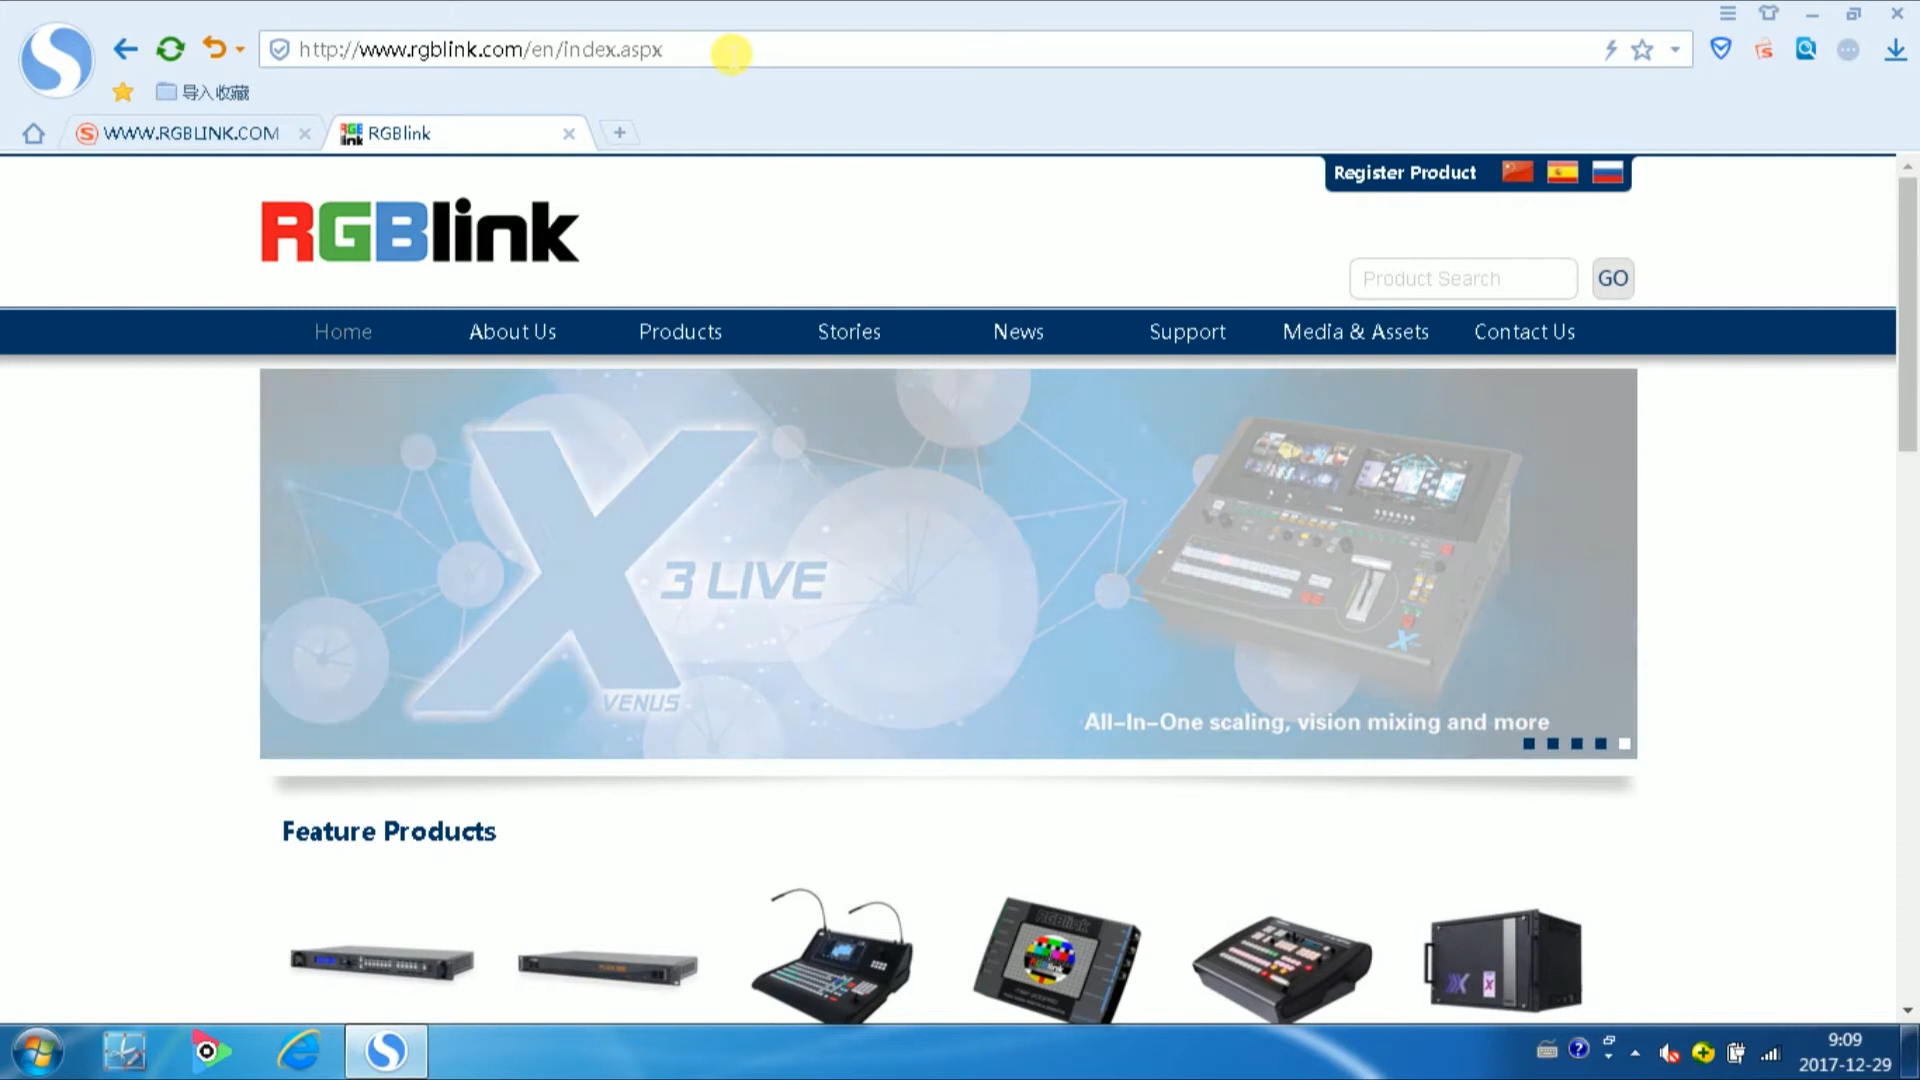 http://www.rgblink.com/en/index.aspx
导入收藏
WWW.RGBLINK.COM
RGBlink
Register Product
RGBlink
Product Search
GO
Home
About Us
Products
Stories
News
Support
Media & Assets
Contact Us
X 3 LIVE
VENUS
All-In-One scaling, vision mixing and more
Feature Products
RGBlink
9:09
2017-12-29